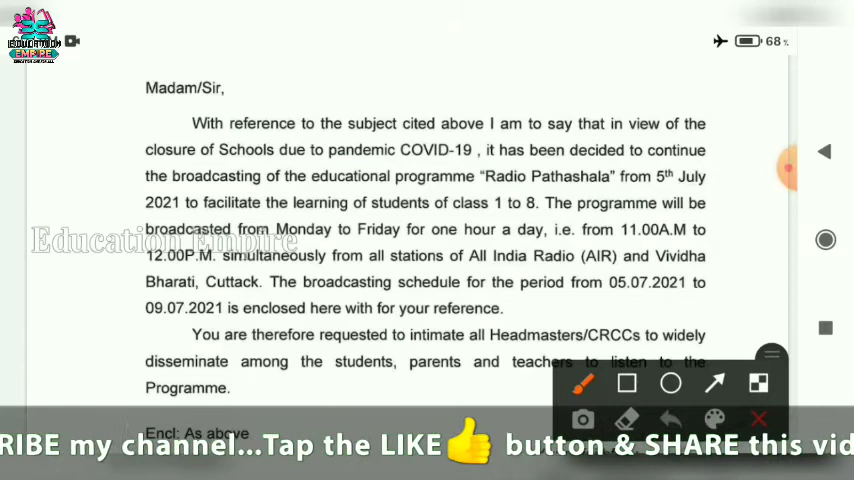 EDUCATION
EMPIRE
68%
Madam/Sir,
With reference to the subject cited above I am to say that in view of the
closure of Schools due to pandemic COVID-19 , it has been decided to continue
the broadcasting of the educational programme “Radio Pathashala” from 5th July
2021 to facilitate the learning of students of class 1 to 8. The programme will be
broadcasted from Monday to Friday for one hour a day, i.e. from 11.00A.M to
Education Empire
12.00P.M. simultaneously from all stations of All India Radio (AIR) and Vividha
Bharati, Cuttack. The broadcasting schedule for the period from 05.07.2021 to
09.07.2021 is enclosed here with for your reference.
You are therefore requested to intimate all Headmasters/CRCCs to widely
disseminate among the students, parents and teachers to listen to the
Programme.
Encl: As above
RIBE my channel...Tap the LIKE👍 button & SHARE this vid